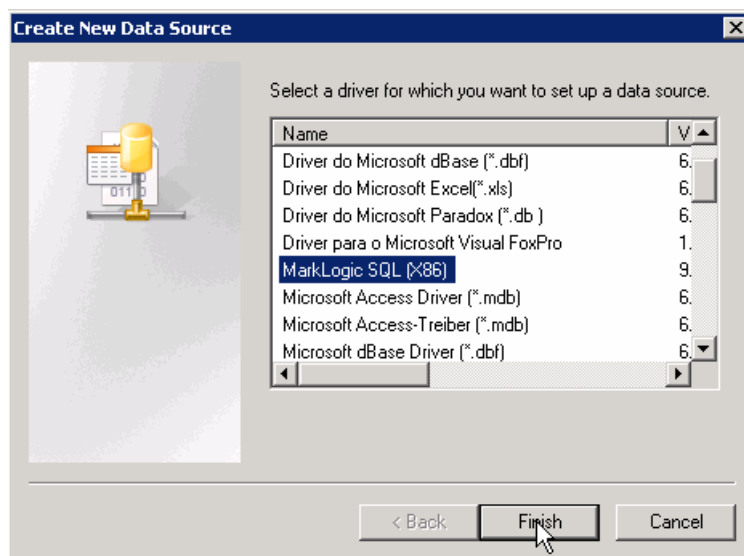 Create New Data Source
Select a driver for which you want to set up a data source.
Name V
Driver do Microsoft dBase (*.dbf) 6.
Driver do Microsoft Excel(*.xls) 6.
Driver do Microsoft Paradox (*.db ) 6.
Driver para o Microsoft Visual FoxPro 1.
MarkLogic SQL (X86) 9.
Microsoft Access Driver (*.mdb) 6.
Microsoft Access-Treiber (*.mdb) 6.
Microsoft dBase Driver (*.dbf) 6.
< Back Finish Cancel